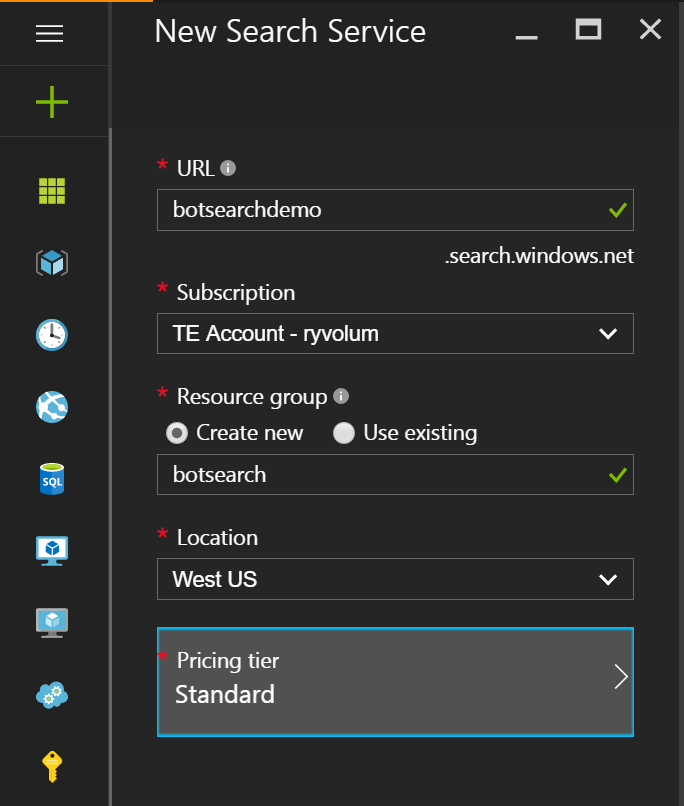 New Search Service
* URL
botsearchdemo
.search.windows.net
* Subscription
TE Account - ryvolum
* Resource group
Create new Use existing
botsearch
* Location
West US
* Pricing tier
Standard
SQL